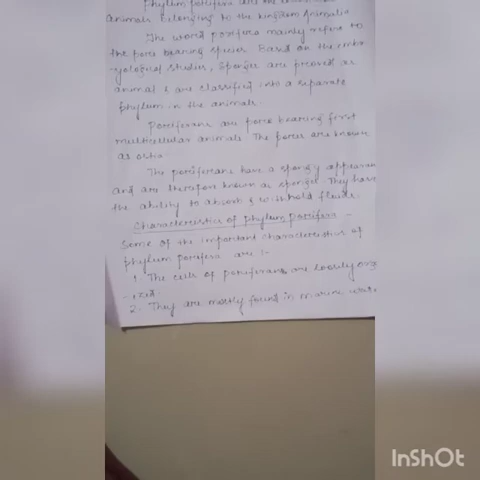 Phylum porifera are the
animals belonging to the kingdom Animalia
The word porifera mainly refers to
the pore bearing species. Based on the embr
-yological studies, sponges are proved as
animals & are classified into a separate
phylum in the animals.
Poriferans are pore bearing first
multicellular animals. The pores are known
as ostia.
The poriferans have a spongy appearan
and are therefore known as sponges. They have
the ability to absorb & withhold fluids.
Characteristics of phylum porifera -
Some of the important characteristics of
phylum porifera are :-
1. The cells of poriferans are loosely orga
-ized.
2. They are mostly found in marine wate
InShOt